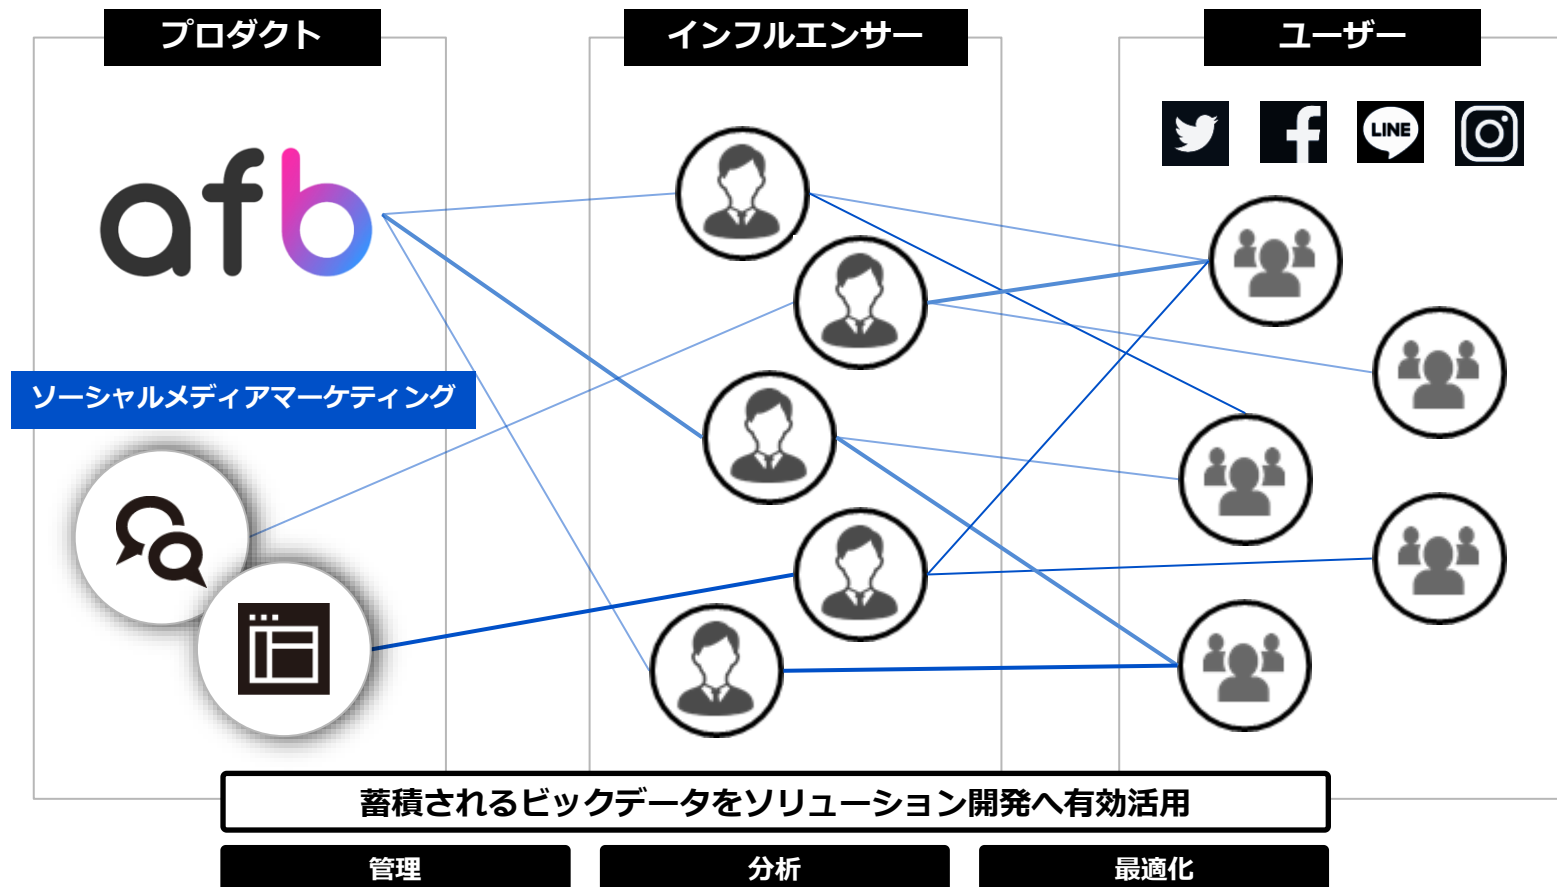 プロダクト
インフルエンサー
ユーザー
LINE
afb
ソーシャルメディアマーケティング
蓄積されるビックデータをソリューション開発へ有効活用
管理
分析
最適化